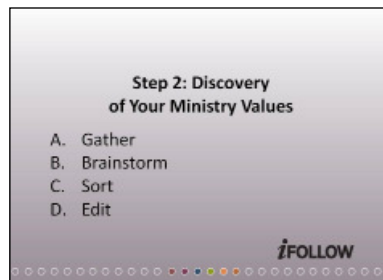 Step 2: Discovery
of Your Ministry Values
A. Gather
B. Brainstorm
C. Sort
D. Edit
iFOLLOW